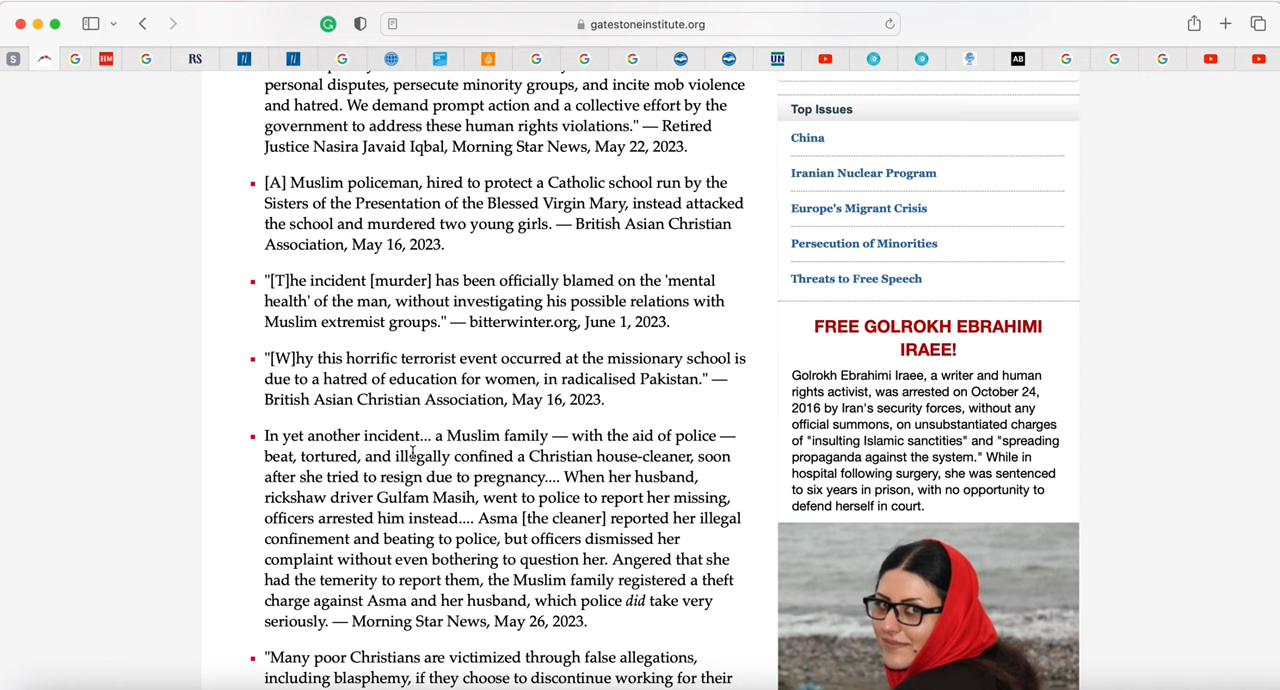 gatestoneinstitute.org
S
HM
RS
UN
AB
personal disputes, persecute minority groups, and incite mob violence
and hatred. We demand prompt action and a collective effort by the
government to address these human rights violations." — Retired
Justice Nasira Javaid Iqbal, Morning Star News, May 22, 2023.
[A] Muslim policeman, hired to protect a Catholic school run by the
Sisters of the Presentation of the Blessed Virgin Mary, instead attacked
the school and murdered two young girls. — British Asian Christian
Association, May 16, 2023.
"[T]he incident [murder] has been officially blamed on the 'mental
health' of the man, without investigating his possible relations with
Muslim extremist groups." — bitterwinter.org, June 1, 2023.
"[W]hy this horrific terrorist event occurred at the missionary school is
due to a hatred of education for women, in radicalised Pakistan." —
British Asian Christian Association, May 16, 2023.
In yet another incident... a Muslim family — with the aid of police —
beat, tortured, and illegally confined a Christian house-cleaner, soon
after she tried to resign due to pregnancy.... When her husband,
rickshaw driver Gulfam Masih, went to police to report her missing,
officers arrested him instead.... Asma [the cleaner] reported her illegal
confinement and beating to police, but officers dismissed her
complaint without even bothering to question her. Angered that she
had the temerity to report them, the Muslim family registered a theft
charge against Asma and her husband, which police did take very
seriously. — Morning Star News, May 26, 2023.
"Many poor Christians are victimized through false allegations,
including blasphemy, if they choose to discontinue working for their
Top Issues
China
Iranian Nuclear Program
Europe's Migrant Crisis
Persecution of Minorities
Threats to Free Speech
FREE GOLROKH EBRAHIMI
IRAEE!
Golrokh Ebrahimi Iraee, a writer and human
rights activist, was arrested on October 24,
2016 by Iran's security forces, without any
official summons, on unsubstantiated charges
of "insulting Islamic sanctities" and "spreading
propaganda against the system." While in
hospital following surgery, she was sentenced
to six years in prison, with no opportunity to
defend herself in court.